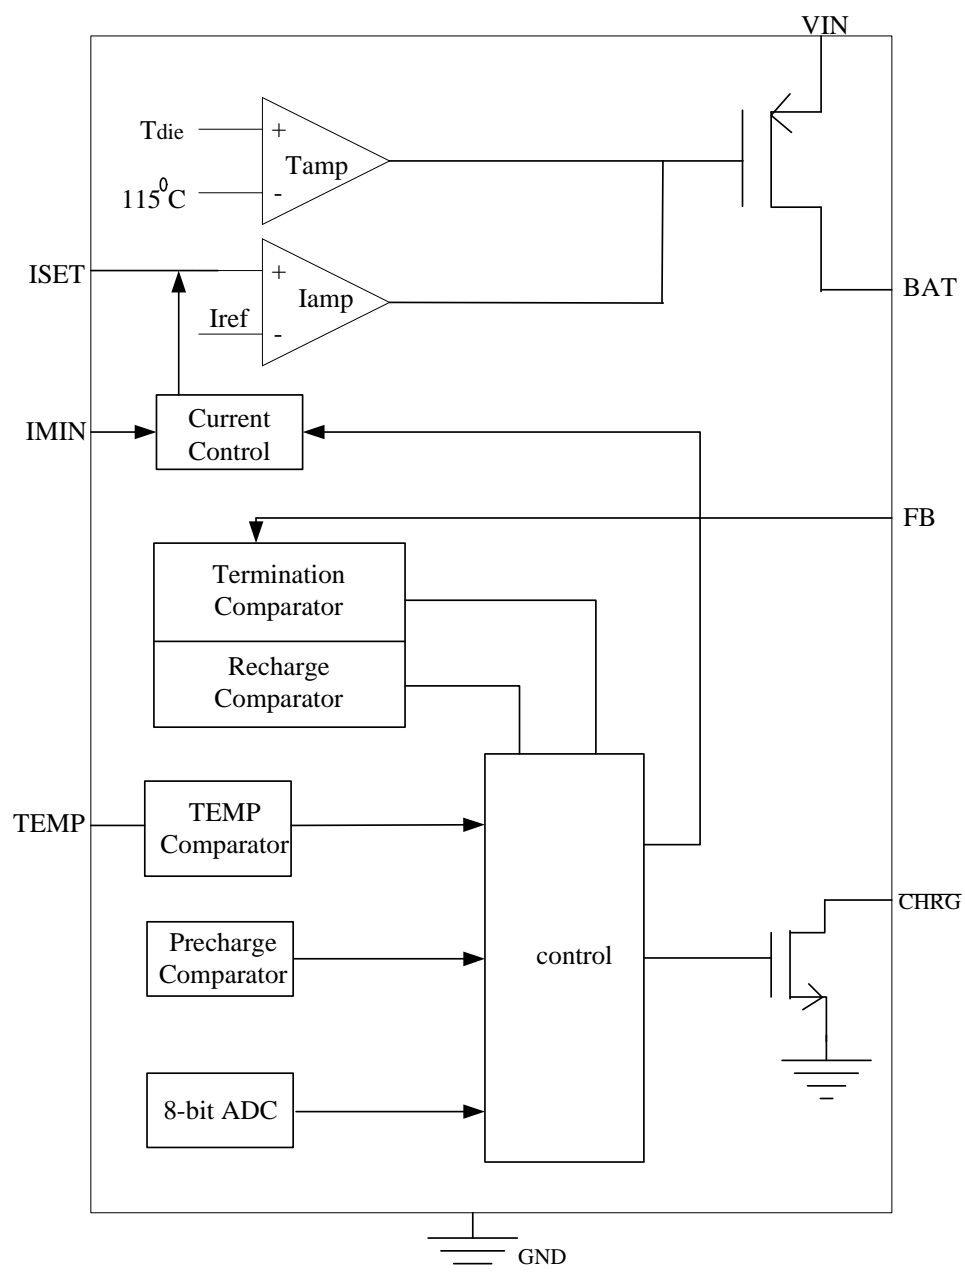 VIN
Tdie
+
Tamp
115⁰C
-
ISET
+
Iamp
BAT
Iref
-
IMIN
Current
Control
FB
Termination
Comparator
Recharge
Comparator
TEMP
TEMP
Comparator
CHRG
Precharge
Comparator
control
8-bit ADC
GND